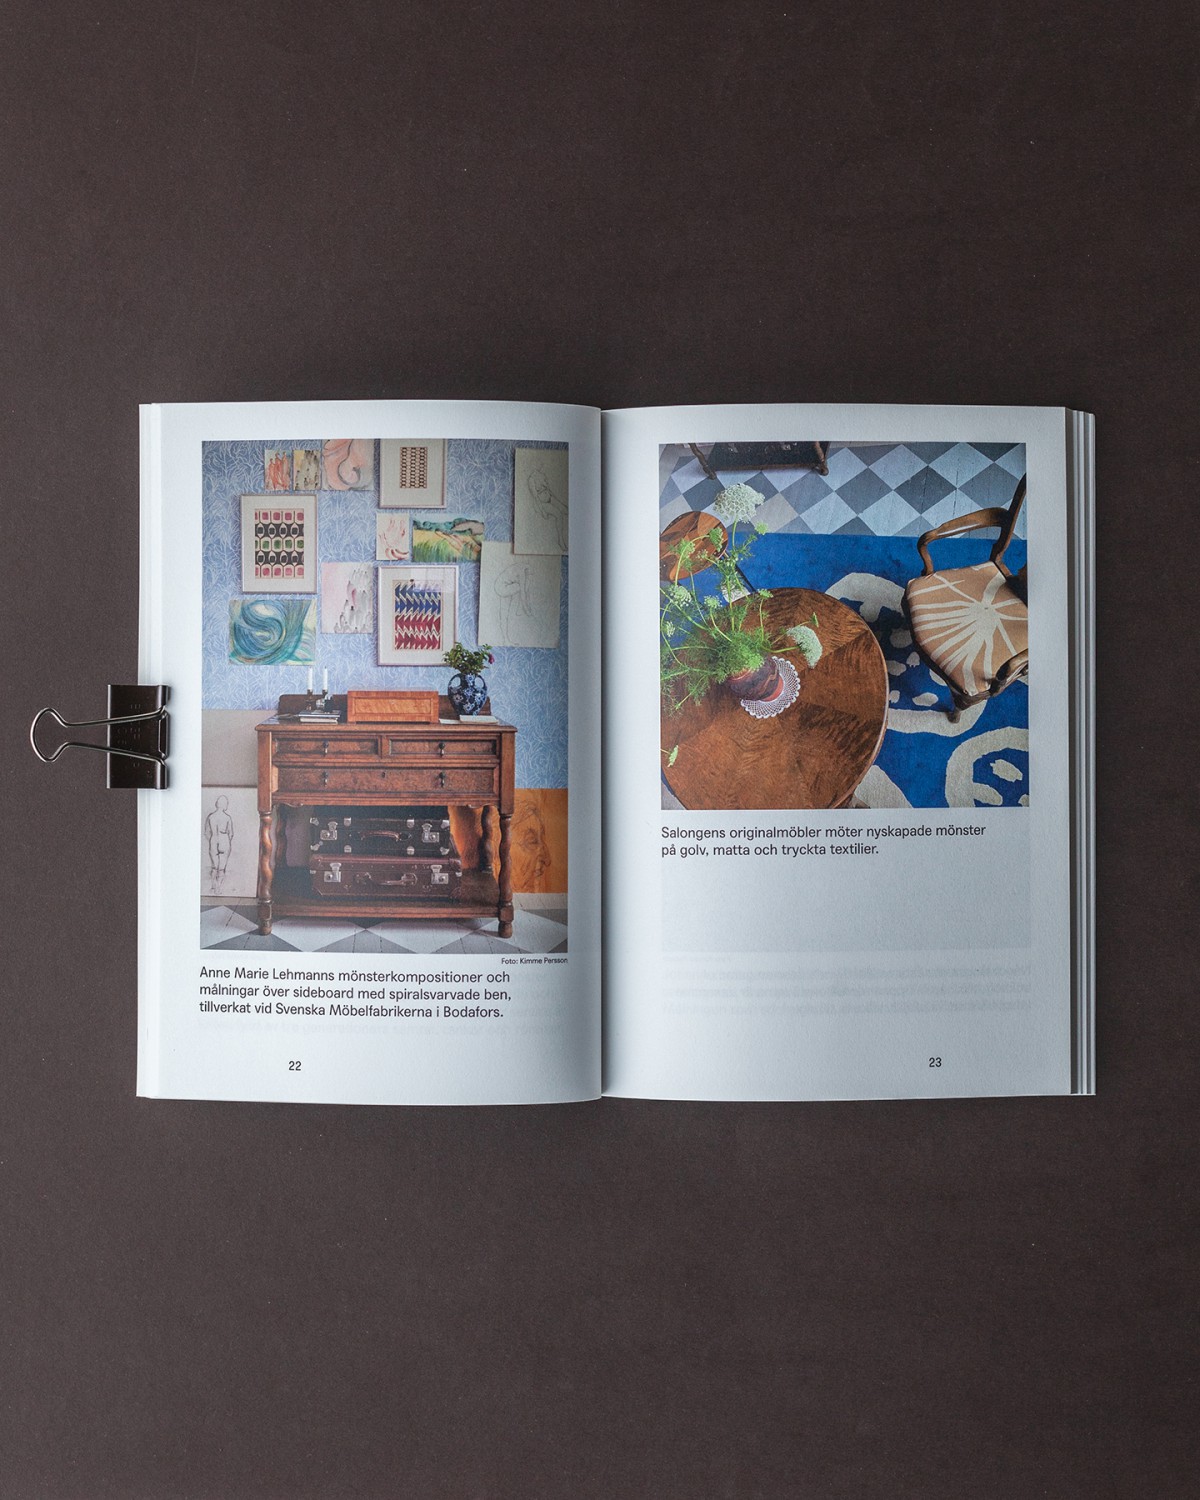 Foto: Kimme Persson
Anne Marie Lehmanns mönsterkompositioner och
målningar över sideboard med spiralsvarvade ben,
tillverkat vid Svenska Möbelfabrikerna i Bodafors.
22
Salongens originalmöbler möter nyskapade mönster
på golv, matta och tryckta textilier.
23